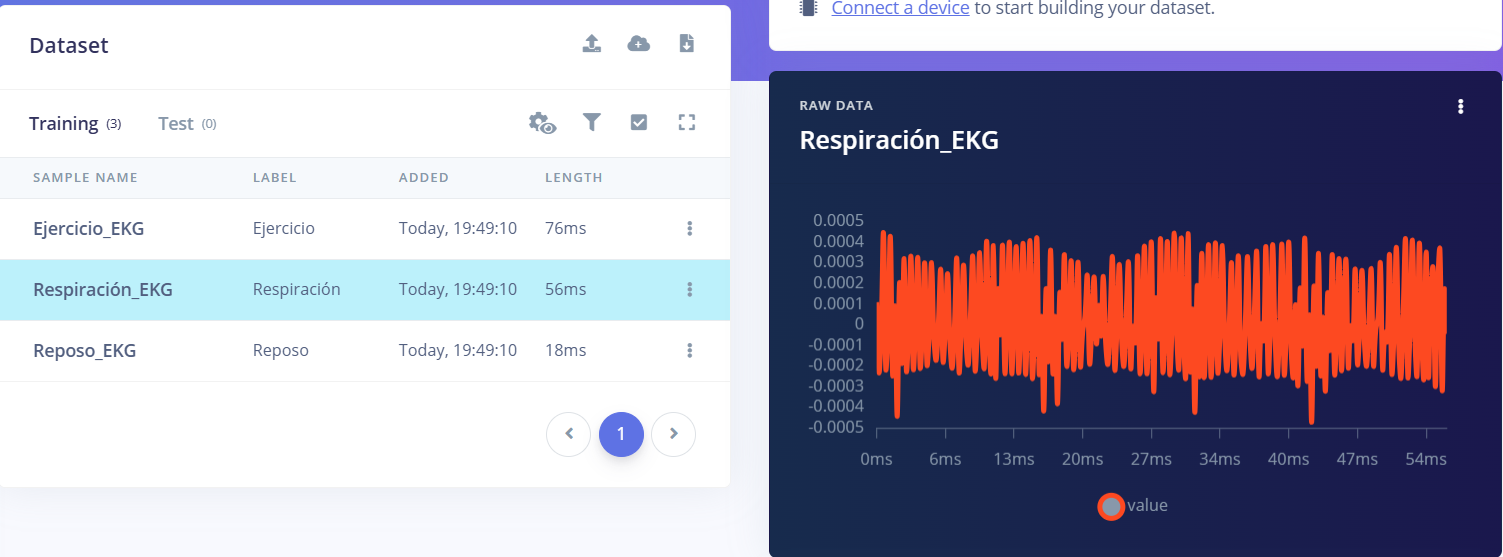 Dataset
Training (3) Test (0)
SAMPLE NAME LABEL ADDED LENGTH
Ejercicio_EKG Ejercicio Today, 19:49:10 76ms
Respiración_EKG Respiración Today, 19:49:10 56ms
Reposo_EKG Reposo Today, 19:49:10 18ms
1
Connect a device to start building your dataset.
RAW DATA
Respiración_EKG
0.0005
0.0004
0.0003
0.0002
0.0001
0
-0.0001
-0.0002
-0.0003
-0.0004
-0.0005
0ms 6ms 13ms 20ms 27ms 34ms 40ms 47ms 54ms
value